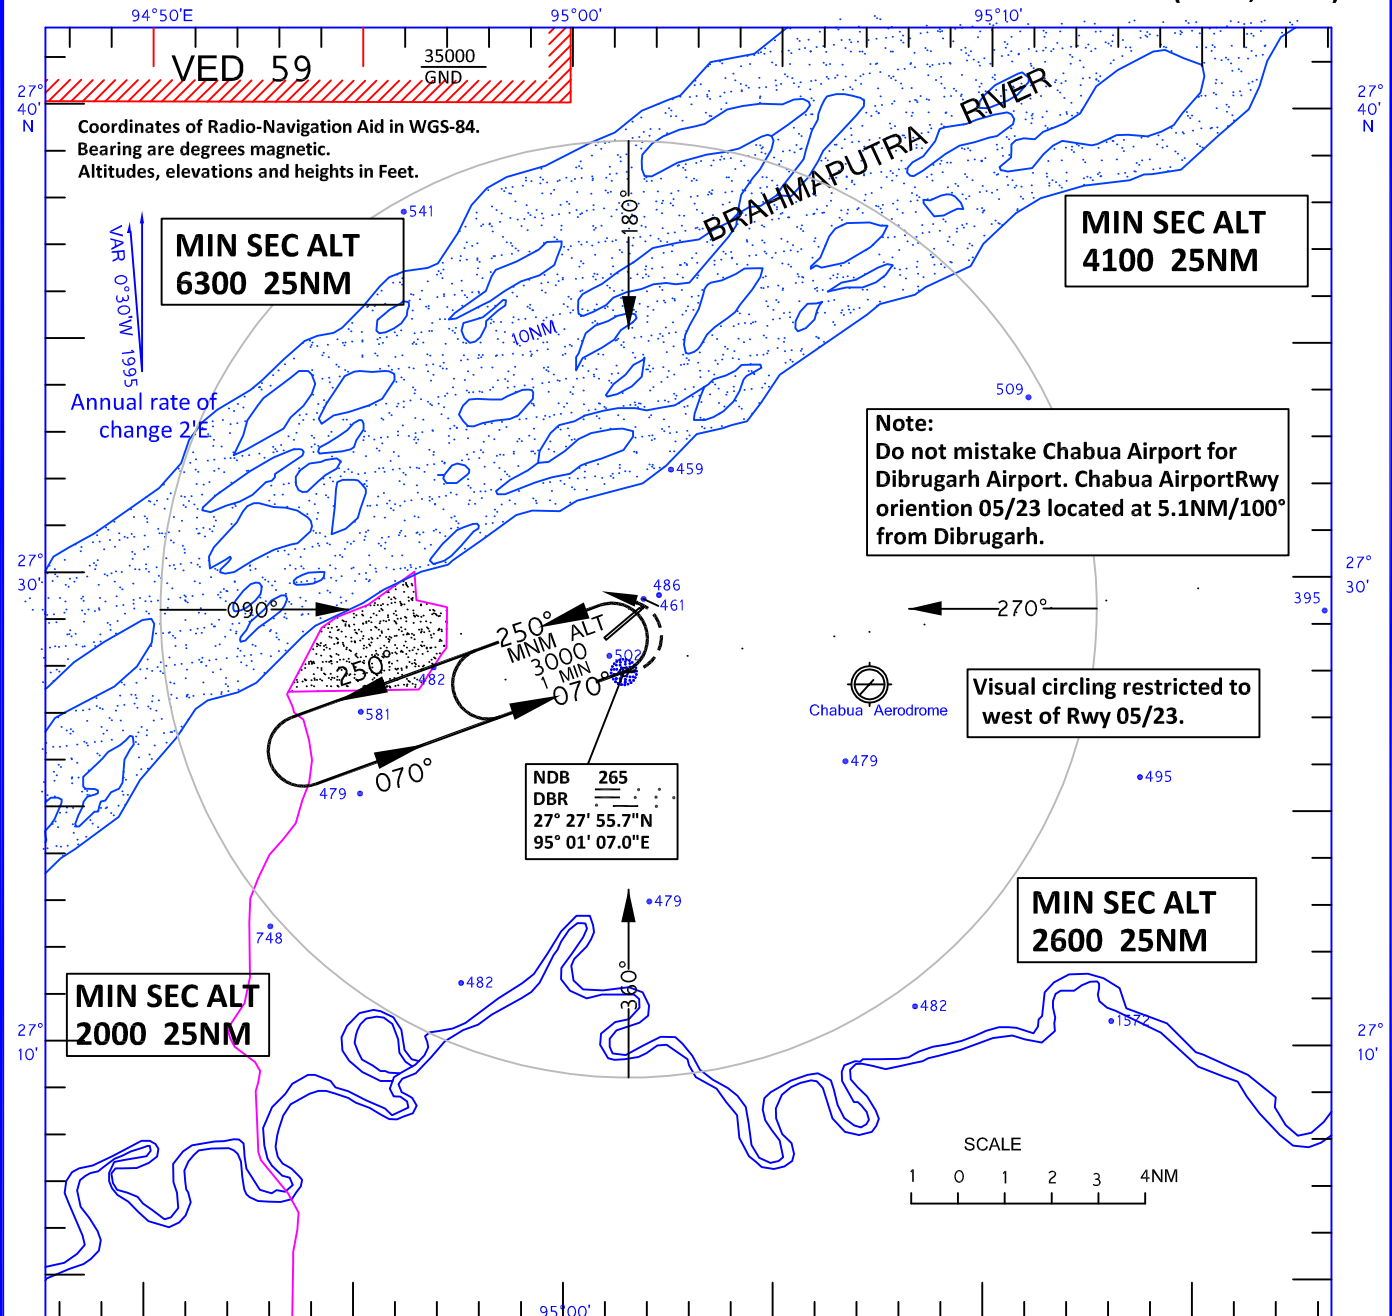 94°50'E
95°00'
95°10'
VED 59
35000
GND
27°
40'
N
27°
40'
N
Coordinates of Radio-Navigation Aid in WGS-84.
Bearing are degrees magnetic.
Altitudes, elevations and heights in Feet.
BRAHMAPUTRA RIVER
541
180°
MIN SEC ALT
6300 25NM
MIN SEC ALT
4100 25NM
VAR 0°30'W 1995
10NM
Annual rate of
change 2'E
509
Note:
Do not mistake Chabua Airport for
Dibrugarh Airport. Chabua AirportRwy
oriention 05/23 located at 5.1NM/100°
from Dibrugarh.
459
27°
30'
27°
30'
486
461
395
090°
270°
250°
MNM ALT
3000
1 MIN
070°
502
250°
482
581
070°
479
Chabua Aerodrome
Visual circling restricted to
west of Rwy 05/23.
479
495
NDB 265
DBR
27° 27' 55.7"N
95° 01' 07.0"E
479
MIN SEC ALT
2600 25NM
748
482
360°
482
1572
MIN SEC ALT
2000 25NM
27°
10'
27°
10'
SCALE
1 0 1 2 3 4NM
95°00'